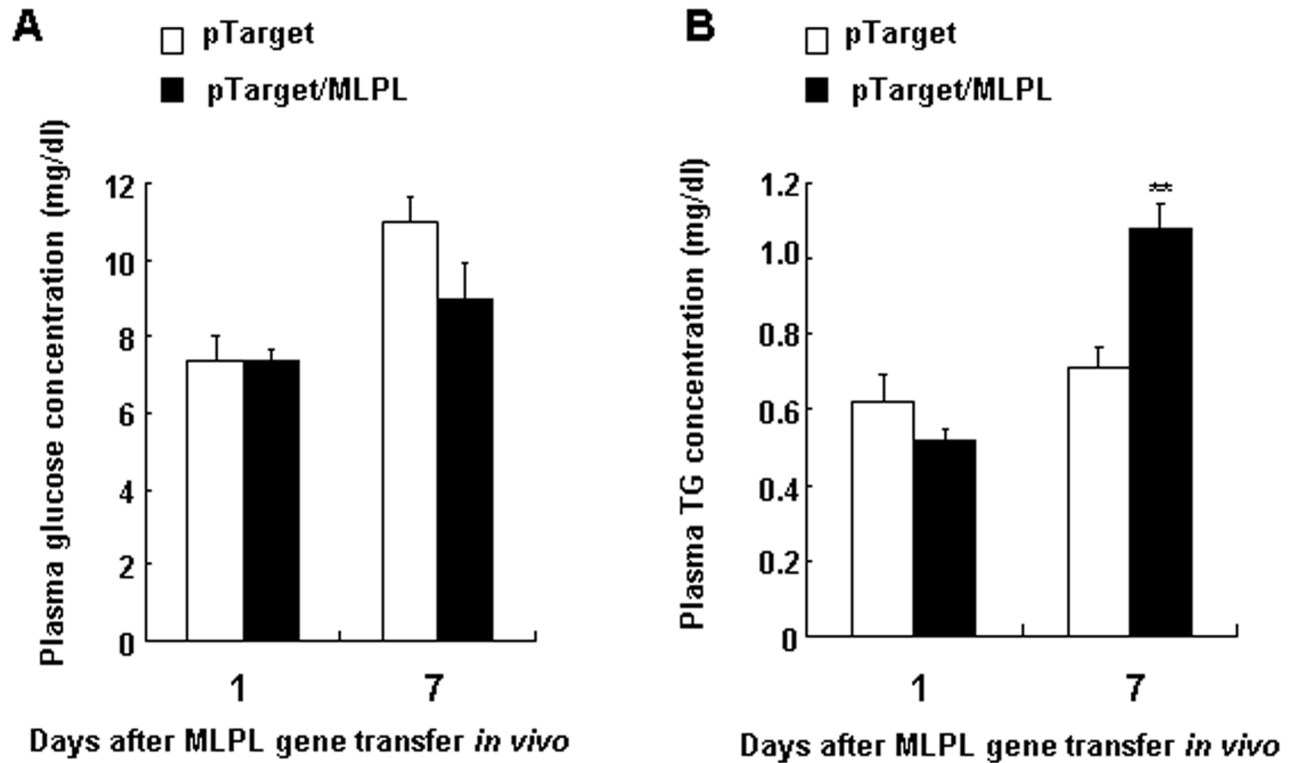 A
pTarget
pTarget/MLPL
Plasma glucose concentration (mg/dl)
12
10
8
6
4
2
0
1
7
Days after MLPL gene transfer in vivo
B
pTarget
pTarget/MLPL
Plasma TG concentration (mg/dl)
1.2
1.0
0.8
0.6
0.4
0.2
0
**
1
7
Days after MLPL gene transfer in vivo